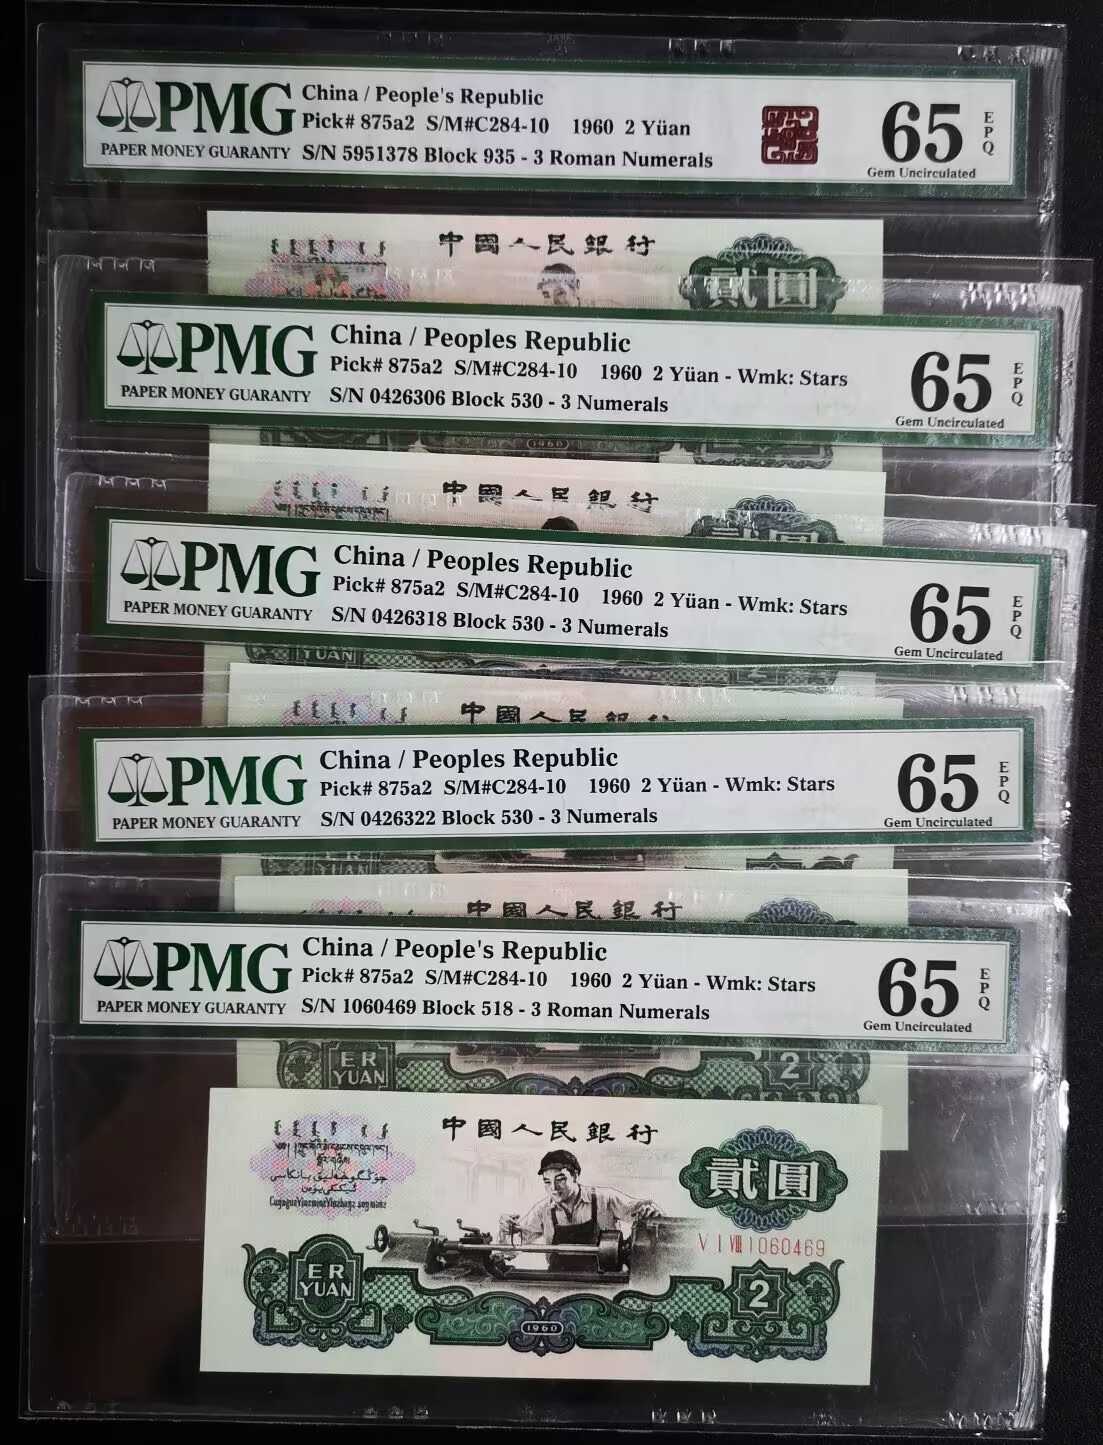 PMG
PAPER MONEY GUARANTY
China / People's Republic
Pick# 875a2 S/M#C284-10 1960 2 Yüan
S/N 5951378 Block 935 - 3 Roman Numerals
65
EPQ
Gem Uncirculated
中國人民銀行
貳圓
PMG
PAPER MONEY GUARANTY
China / Peoples Republic
Pick# 875a2 S/M#C284-10 1960 2 Yüan - Wmk: Stars
S/N 0426306 Block 530 - 3 Numerals
65
EPQ
Gem Uncirculated
1960
中國人民銀行
PMG
PAPER MONEY GUARANTY
China / Peoples Republic
Pick# 875a2 S/M#C284-10 1960 2 Yüan - Wmk: Stars
S/N 0426318 Block 530 - 3 Numerals
65
EPQ
Gem Uncirculated
YUAN
2
中國人民銀行
PMG
PAPER MONEY GUARANTY
China / Peoples Republic
Pick# 875a2 S/M#C284-10 1960 2 Yüan - Wmk: Stars
S/N 0426322 Block 530 - 3 Numerals
65
EPQ
Gem Uncirculated
ER
YUAN
中國人民銀行
PMG
PAPER MONEY GUARANTY
China / People's Republic
Pick# 875a2 S/M#C284-10 1960 2 Yüan - Wmk: Stars
S/N 1060469 Block 518 - 3 Roman Numerals
65
EPQ
Gem Uncirculated
ER
YUAN
2
中國人民銀行
貳圓
V I VIII 1060469
ER
YUAN
2
1960